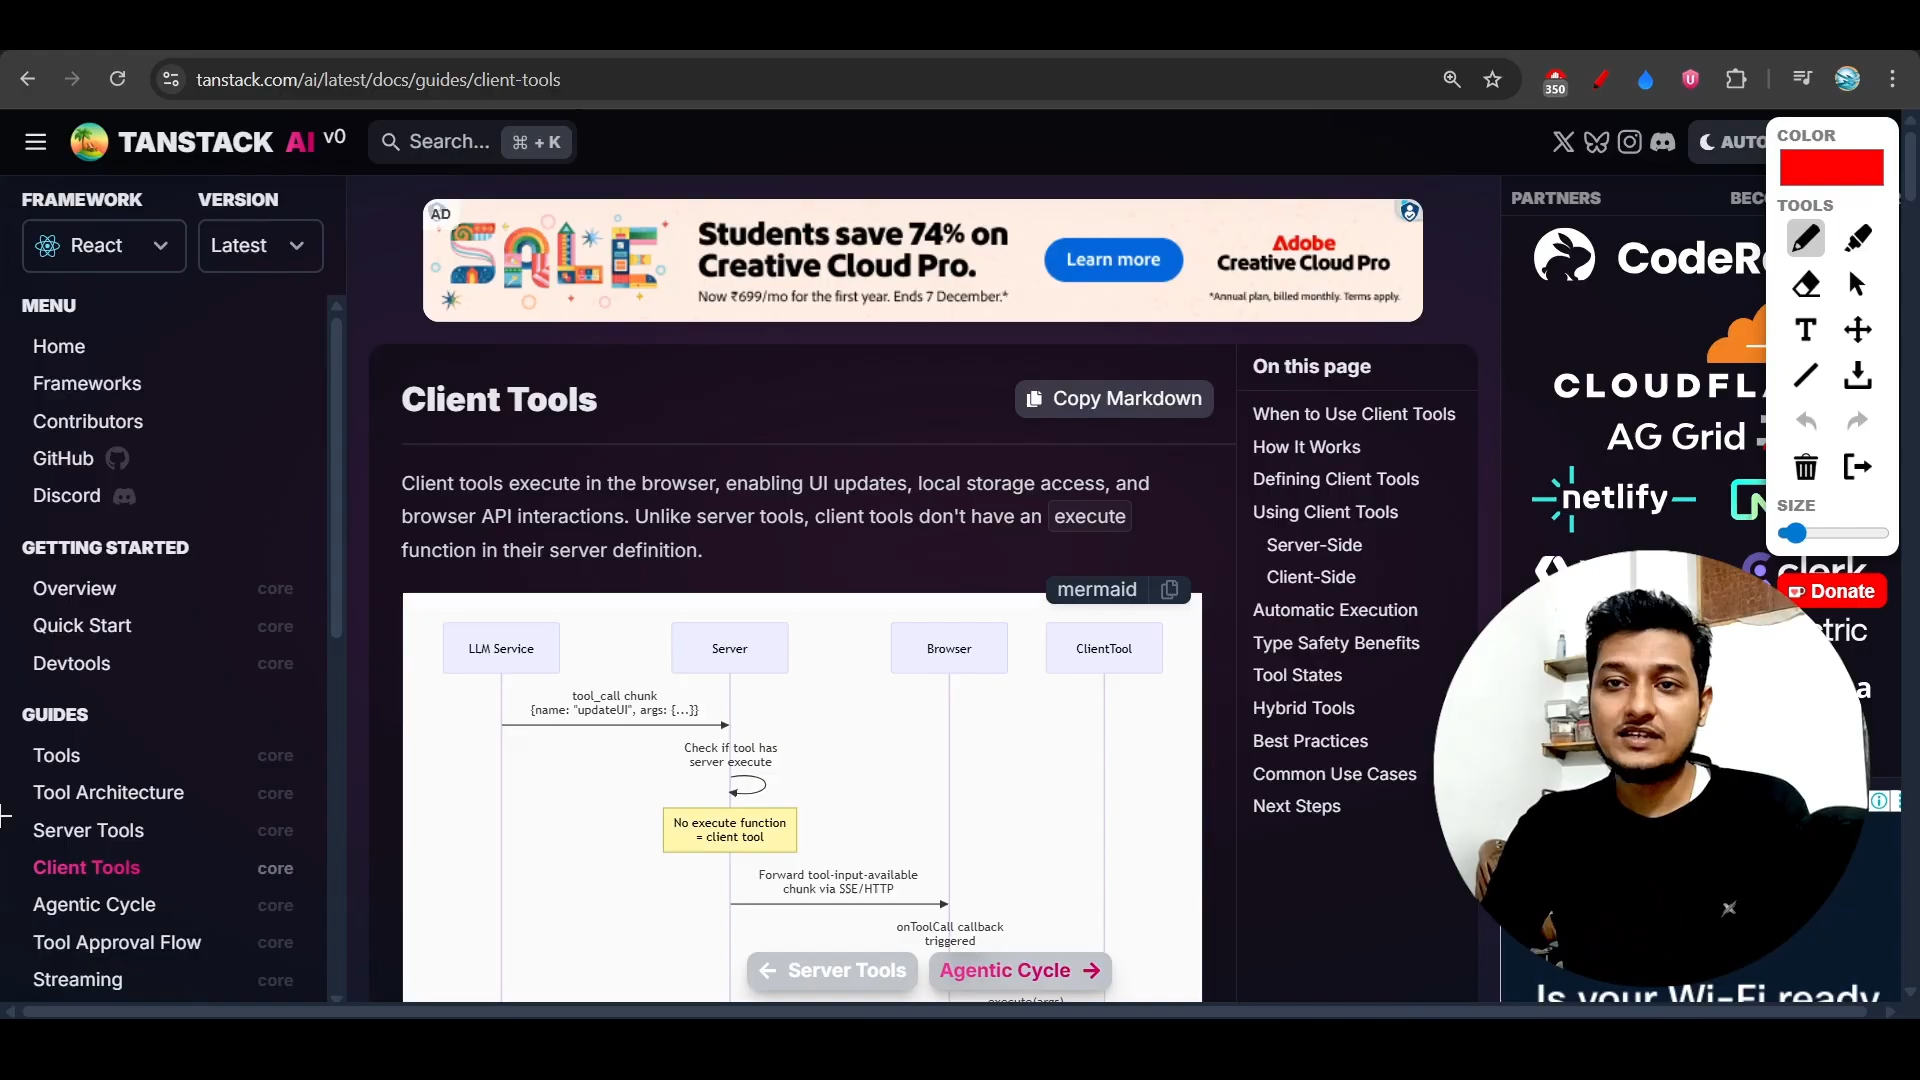 tanstack.com/ai/latest/docs/guides/client-tools
350
TANSTACK AI v0
Search... ⌘ + K
AUTO
FRAMEWORK
VERSION
React
Latest
MENU
Home
Frameworks
Contributors
GitHub
Discord
GETTING STARTED
Overview core
Quick Start core
Devtools core
GUIDES
Tools core
Tool Architecture core
Server Tools core
Client Tools core
Agentic Cycle core
Tool Approval Flow core
Streaming core
AD
SALE
Students save 74% on
Creative Cloud Pro.
Now ₹699/mo for the first year. Ends 7 December.*
Learn more
Adobe
Creative Cloud Pro
*Annual plan, billed monthly. Terms apply.
Client Tools
Copy Markdown
Client tools execute in the browser, enabling UI updates, local storage access, and
browser API interactions. Unlike server tools, client tools don't have an execute
function in their server definition.
mermaid
LLM Service
Server
Browser
ClientTool
tool_call chunk
{name: "updateUI", args: {...}}
Check if tool has
server execute
No execute function
= client tool
Forward tool-input-available
chunk via SSE/HTTP
onToolCall callback
triggered
execute(args)
← Server Tools
Agentic Cycle →
On this page
When to Use Client Tools
How It Works
Defining Client Tools
Using Client Tools
Server-Side
Client-Side
Automatic Execution
Type Safety Benefits
Tool States
Hybrid Tools
Best Practices
Common Use Cases
Next Steps
PARTNERS
BEC
CodeR
CLOUDFL
AG Grid
netlify
clerk
Is your Wi-Fi ready
COLOR
TOOLS
T
SIZE
Donate